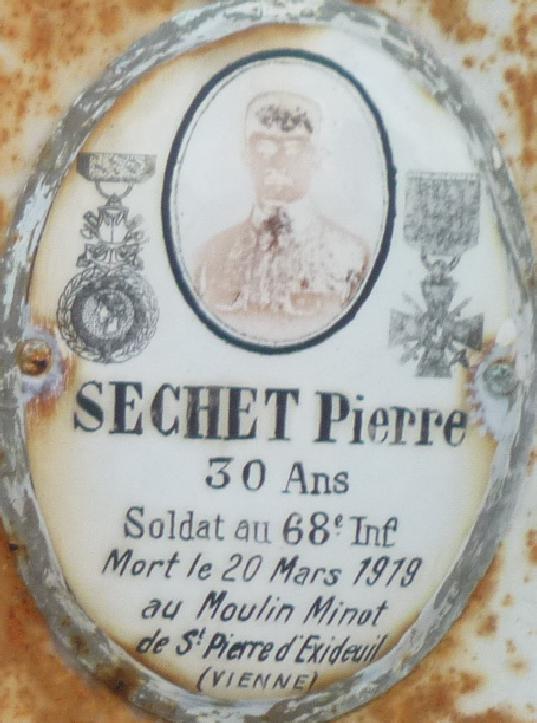 SECHET Pierre
30 Ans
Soldat au 68e Inf
Mort le 20 Mars 1919
au Moulin Minot
de St Pierre d'Exideuil
(VIENNE)